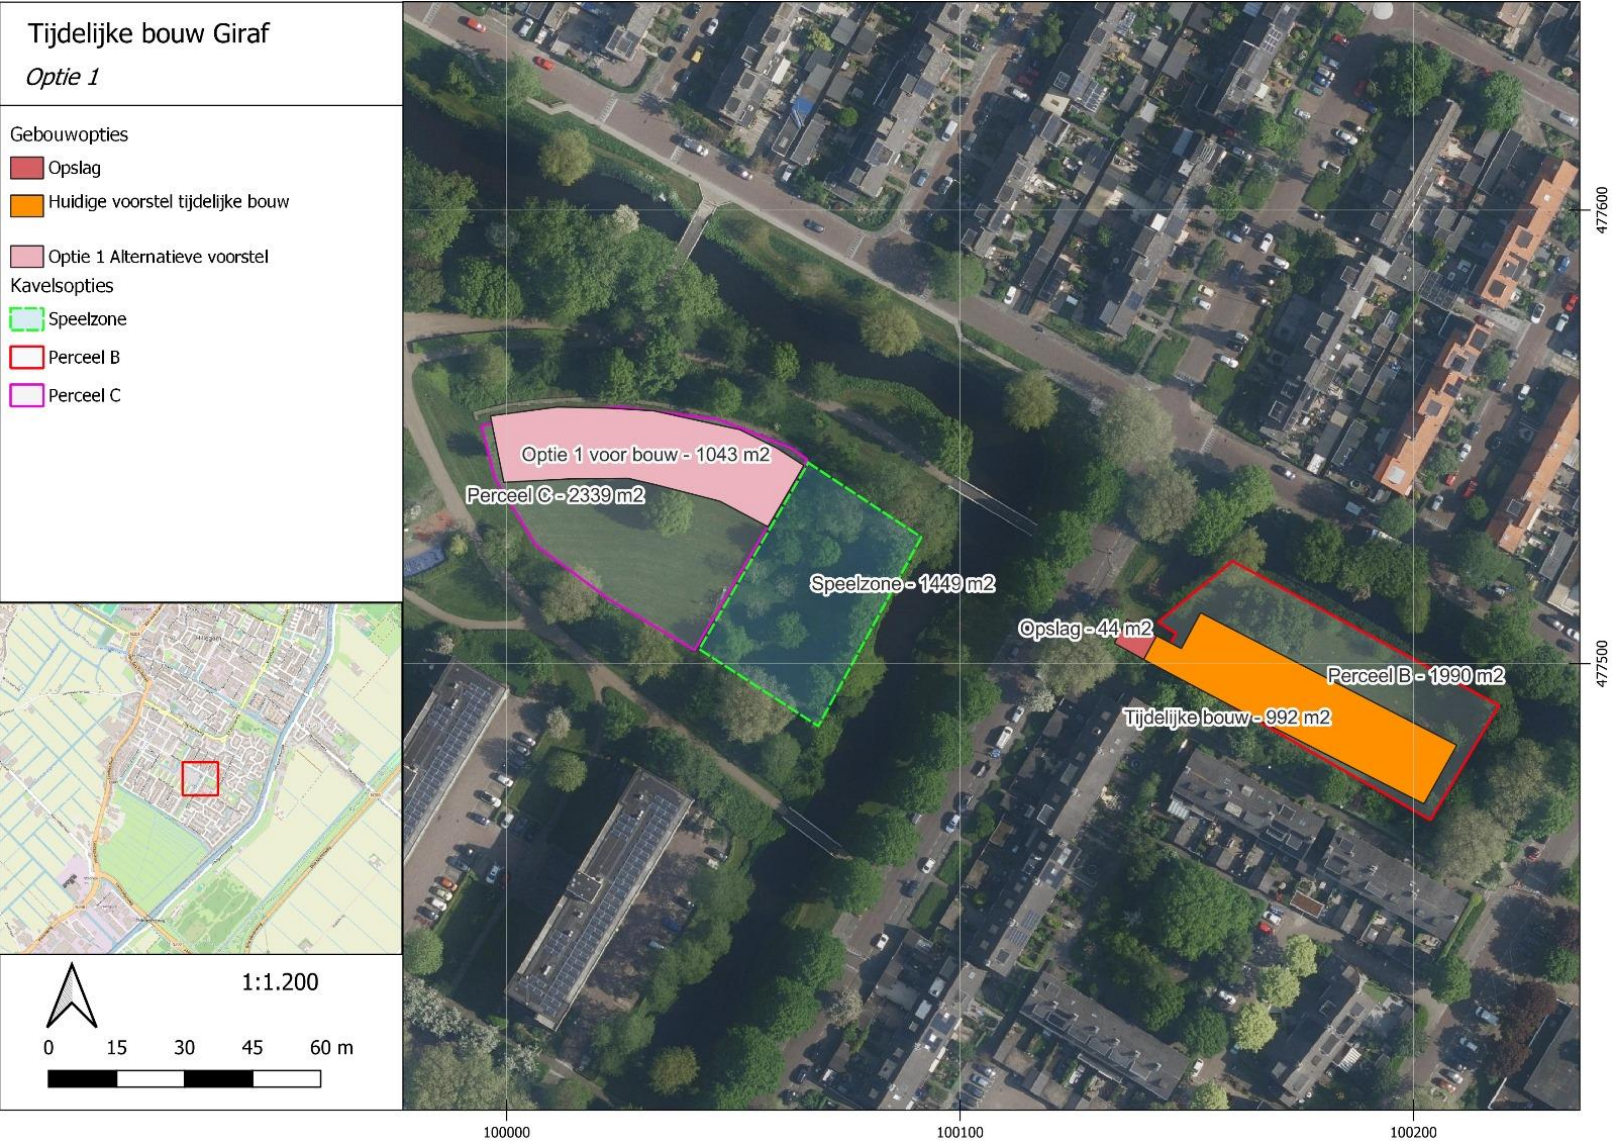 Tijdelijke bouw Giraf
Optie 1
Gebouwopties
Opslag
Huidige voorstel tijdelijke bouw
Optie 1 Alternatieve voorstel
Kavelsopties
Speelzone
Perceel B
Perceel C
1:1.200
0 15 30 45 60 m
Optie 1 voor bouw - 1043 m2
Perceel C - 2339 m2
Speelzone - 1449 m2
Opslag - 44 m2
Perceel B - 1990 m2
Tijdelijke bouw - 992 m2
477600
477500
100000 100100 100200